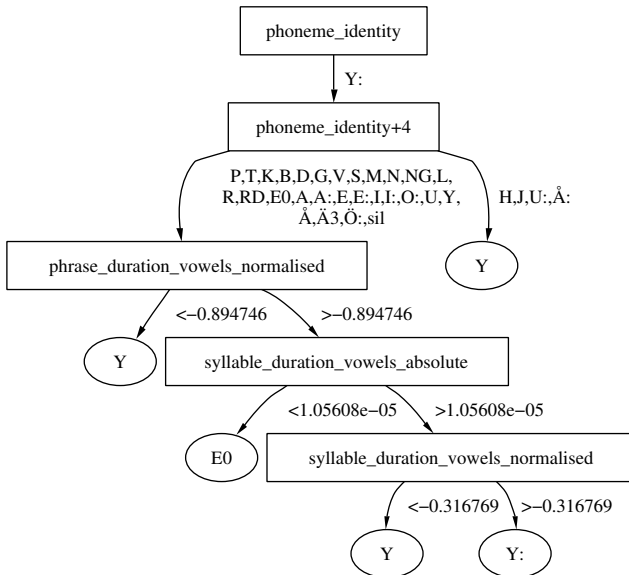 phoneme_identity
Y:
phoneme_identity+4
P,T,K,B,D,G,V,S,M,N,NG,L,
R,RD,E0,A,A:,E,E:,I,I:,O:,U,Y,
Å,Ä3,Ö:,sil
H,J,U:,Å:
phrase_duration_vowels_normalised
Y
<−0.894746
>−0.894746
Y
syllable_duration_vowels_absolute
<1.05608e−05
>1.05608e−05
E0
syllable_duration_vowels_normalised
<−0.316769
>−0.316769
Y
Y: